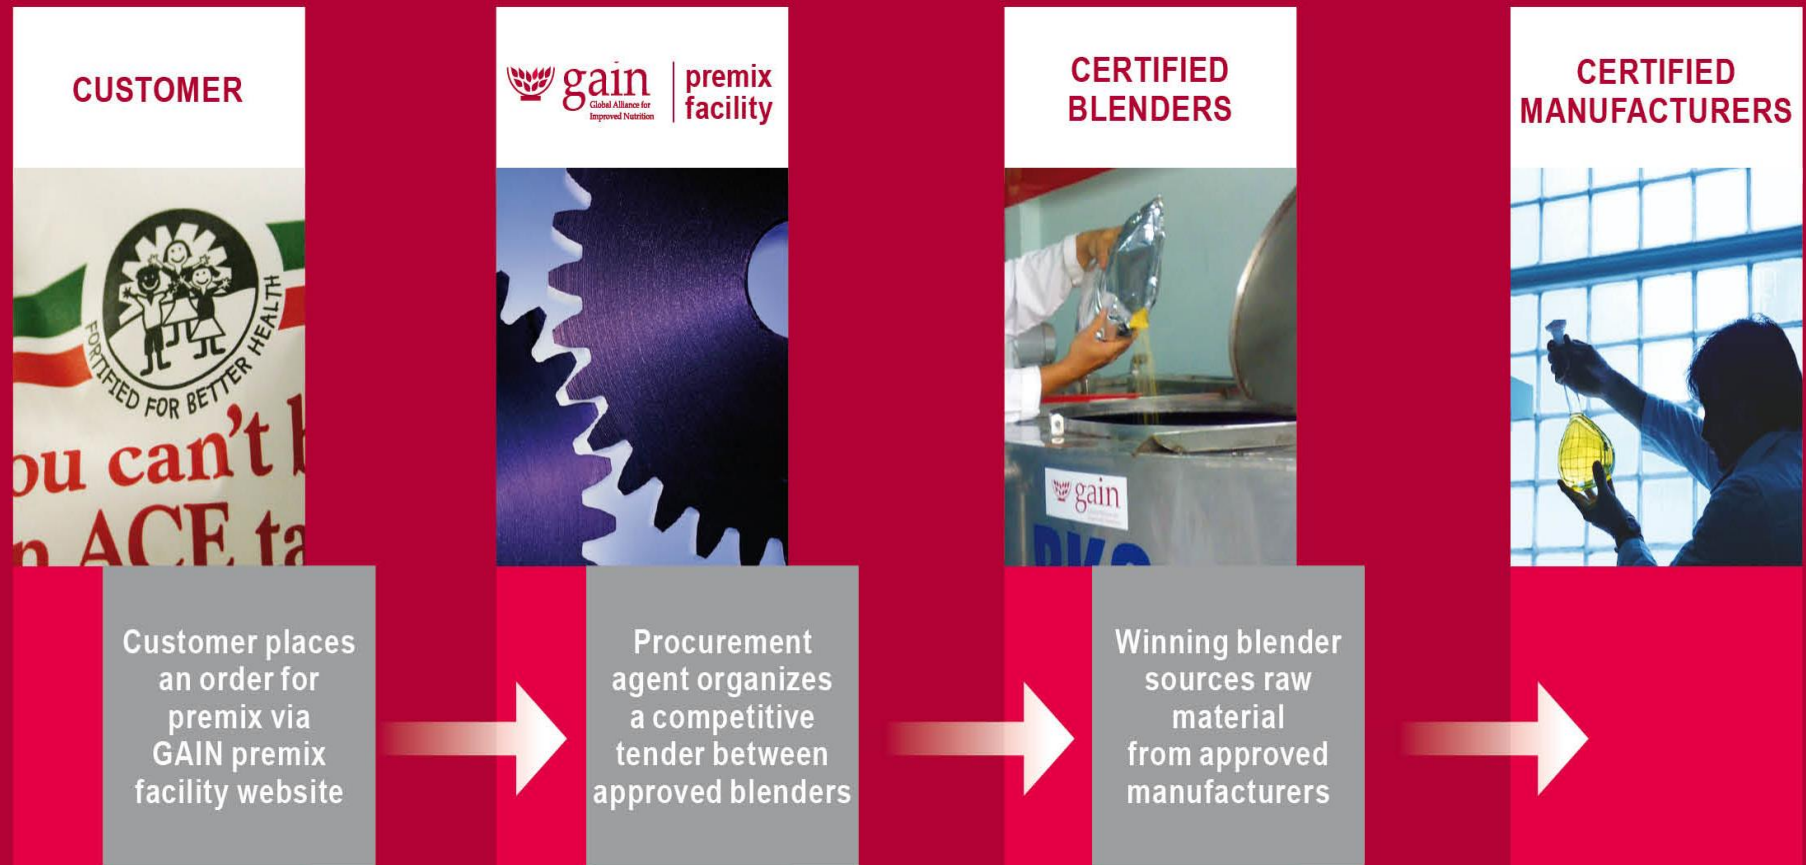 CUSTOMER
gain
Global Alliance for
Improved Nutrition
premix
facility
CERTIFIED
BLENDERS
CERTIFIED
MANUFACTURERS
FORTIFIED FOR BETTER HEALTH
ou can't
ACE ta
gain
Customer places
an order for
premix via
GAIN premix
facility website
Procurement
agent organizes
a competitive
tender between
approved blenders
Winning blender
sources raw
material
from approved
manufacturers